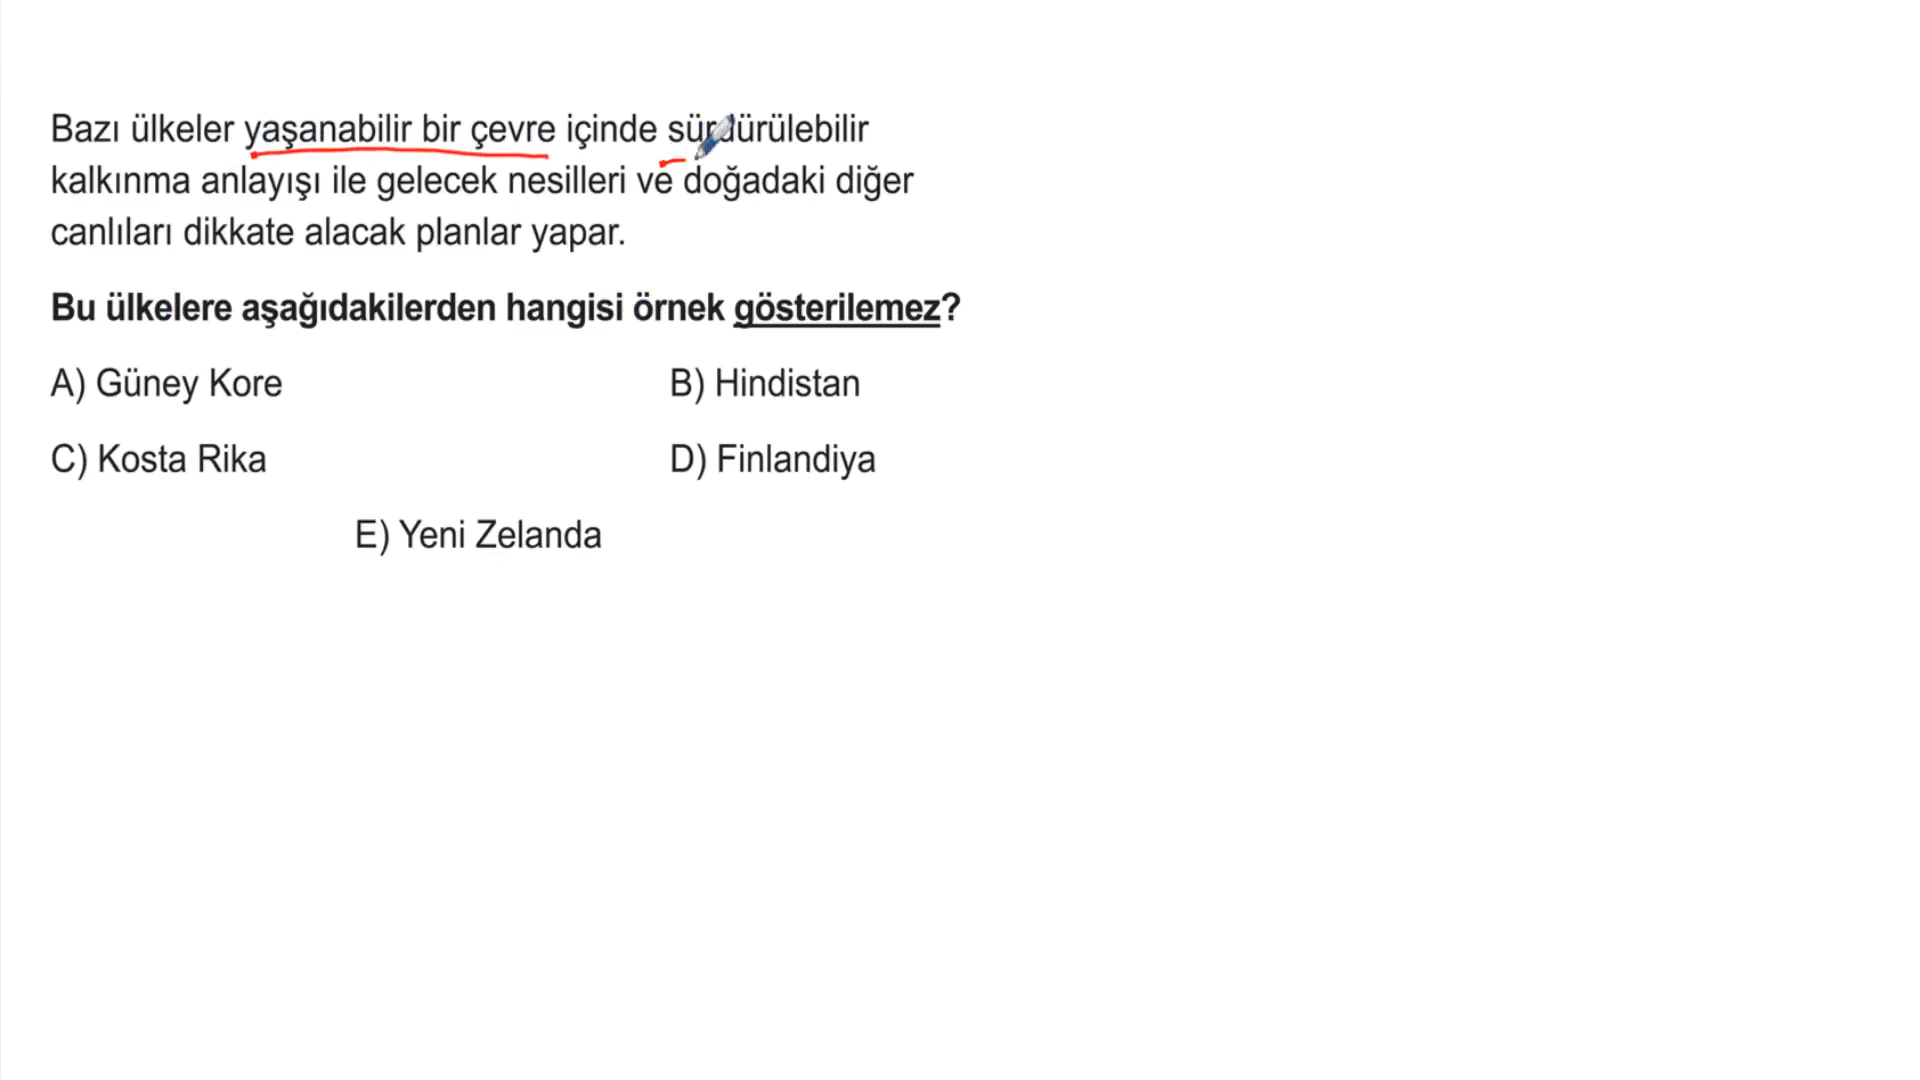 Bazı ülkeler yaşanabilir bir çevre içinde sürdürülebilir
kalkınma anlayışı ile gelecek nesilleri ve doğadaki diğer
canlıları dikkate alacak planlar yapar.
Bu ülkelere aşağıdakilerden hangisi örnek gösterilemez?
A) Güney Kore
B) Hindistan
C) Kosta Rika
D) Finlandiya
E) Yeni Zelanda